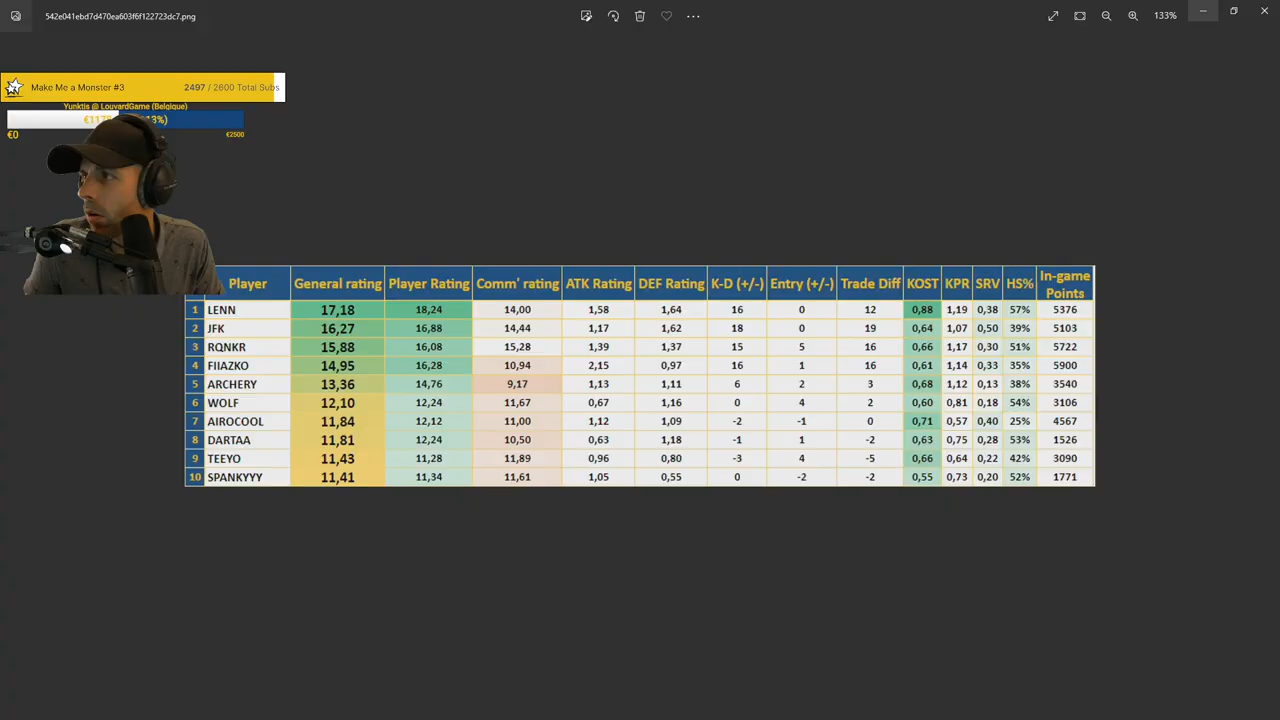 542e041ebd7d470ea603f6f122723dc7.png
133%
Make Me a Monster #3 2497 / 2600 Total Subs
Yunktis @ LouvardGame (Belgique)
€0 €2500
Player General rating Player Rating Comm' rating ATK Rating DEF Rating K-D (+/-) Entry (+/-) Trade Diff KOST KPR SRV HS% In-game Points
1 LENN 17,18 18,24 14,00 1,58 1,64 16 0 12 0,88 1,19 0,38 57% 5376
2 JFK 16,27 16,88 14,44 1,17 1,62 18 0 19 0,64 1,07 0,50 39% 5103
3 RQNKR 15,88 16,08 15,28 1,39 1,37 15 5 16 0,66 1,17 0,30 51% 5722
4 FIIAZKO 14,95 16,28 10,94 2,15 0,97 16 1 16 0,61 1,14 0,33 35% 5900
5 ARCHERY 13,36 14,76 9,17 1,13 1,11 6 2 3 0,68 1,12 0,13 38% 3540
6 WOLF 12,10 12,24 11,67 0,67 1,16 0 4 2 0,60 0,81 0,18 54% 3106
7 AIROCOOL 11,84 12,12 11,00 1,12 1,09 -2 -1 0 0,71 0,57 0,40 25% 4567
8 DARTAA 11,81 12,24 10,50 0,63 1,18 -1 1 -2 0,63 0,75 0,28 53% 1526
9 TEEYO 11,43 11,28 11,89 0,96 0,80 -3 4 -5 0,66 0,64 0,22 42% 3090
10 SPANKYYY 11,41 11,34 11,61 1,05 0,55 0 -2 -2 0,55 0,73 0,20 52% 1771